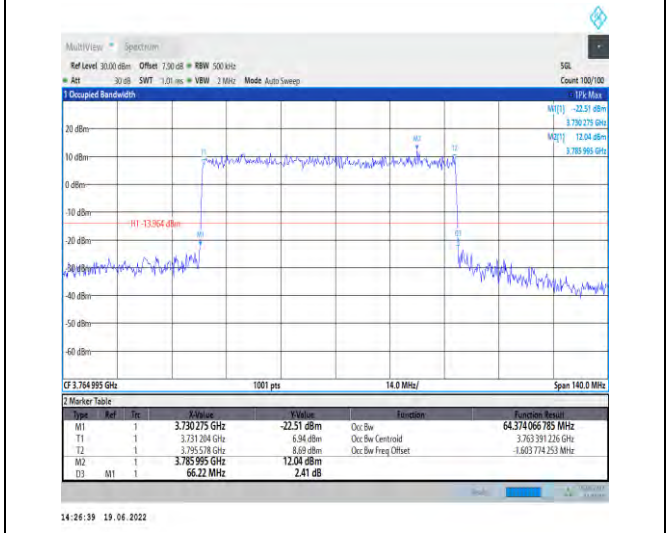 MultiView Spectrum
Ref Level 30.00 dBm Offset 7.50 dB RBW 500 kHz SGL
Att 30 dB SWT 1.01 ms VBW 2 MHz Mode Auto Sweep Count 100/100
1 Occupied Bandwidth 1Pk Max
M1[1] -22.51 dBm
3.730 275 GHz
M2[1] 12.04 dBm
3.785 995 GHz
20 dBm
M2
T1 T2
10 dBm
0 dBm
-10 dBm
H1 -13.964 dBm
M1 D3
-20 dBm
-30 dBm
-40 dBm
-50 dBm
-60 dBm
CF 3.764 995 GHz 1001 pts 14.0 MHz/ Span 140.0 MHz
2 Marker Table
Type Ref Trc X-Value Y-Value Function Function Result
M1 1 3.730 275 GHz -22.51 dBm Occ Bw 64.374 066 785 MHz
T1 1 3.731 204 GHz 6.94 dBm Occ Bw Centroid 3.763 391 226 GHz
T2 1 3.795 578 GHz 8.69 dBm Occ Bw Freq Offset -1.603 774 253 MHz
M2 1 3.785 995 GHz 12.04 dBm
D3 M1 1 66.22 MHz 2.41 dB
14:26:39 19.06.2022